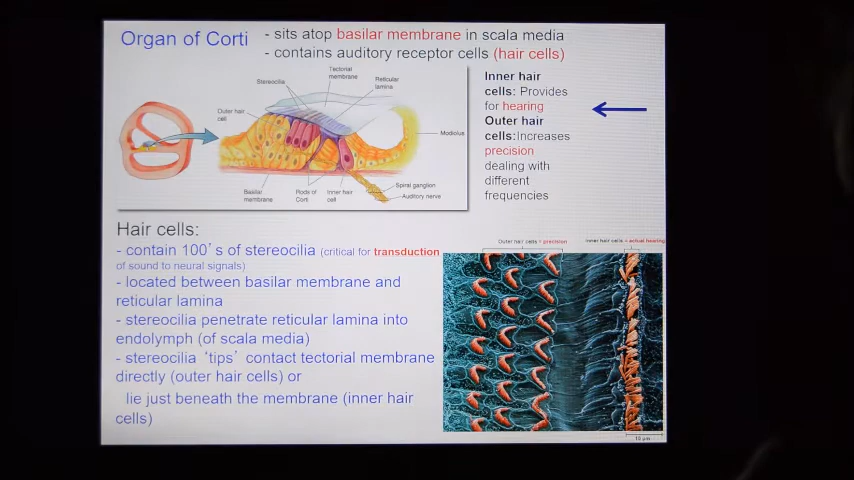 Organ of Corti
- sits atop basilar membrane in scala media
- contains auditory receptor cells (hair cells)
Tectorial
membrane
Stereocilia
Reticular
lamina
Outer hair
cell
Modiolus
Basilar
membrane
Rods of
Corti
Inner hair
cell
Spiral ganglion
Auditory nerve
Inner hair
cells: Provides
for hearing
Outer hair
cells:Increases
precision
dealing with
different
frequencies
Hair cells:
- contain 100's of stereocilia (critical for transduction
of sound to neural signals)
- located between basilar membrane and
reticular lamina
- stereocilia penetrate reticular lamina into
endolymph (of scala media)
- stereocilia 'tips' contact tectorial membrane
directly (outer hair cells) or
lie just beneath the membrane (inner hair
cells)
Outer hair cells = precision
Inner hair cells = actual hearing
10 µm